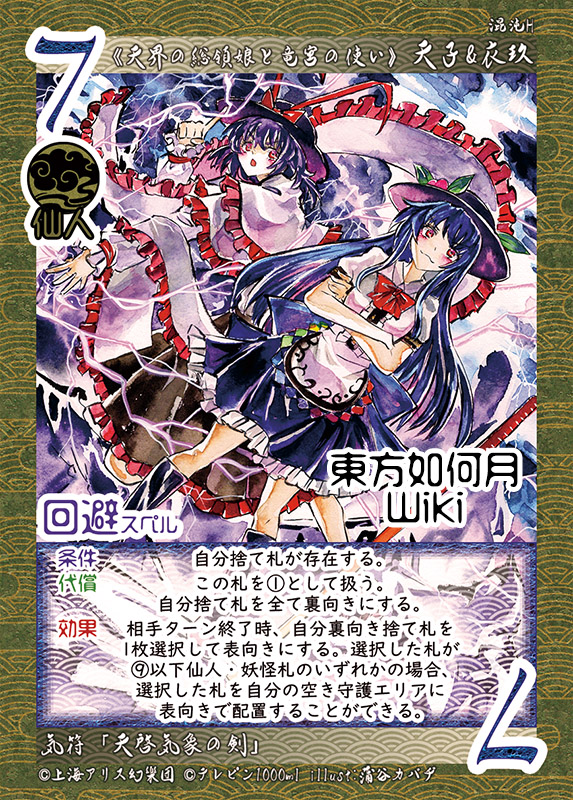 混沌H
7
《天界の総領娘と竜宮の使い》 天子&衣玖
仙人
東方如何月
Wiki
回避スペル
条件 自分捨て札が存在する。
代償 この札を①として扱う。
自分捨て札を全て裏向きにする。
効果 相手ターン終了時、自分裏向き捨て札を
1枚選択して表向きにする。選択した札が
⑨以下仙人・妖怪札のいずれかの場合、
選択した札を自分の空き守護エリアに
表向きで配置することができる。
気符「天啓気象の剣」
7
©上海アリス幻樂団 ©テレビン1000ml illust:蒲谷カバヂ